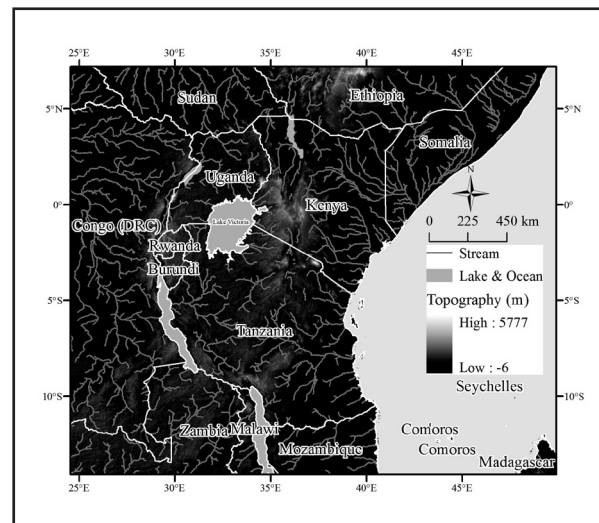 25°E 30°E 35°E 40°E 45°E
5°N 5°N
Sudan
Ethiopia
Somalia
Uganda
N
0° 0°
Lake Victoria
Kenya
0 225 450 km
Congo (DRC)
Rwanda
Burundi
Stream
Lake & Ocean
Topography (m)
High : 5777
Low : -6
5°S 5°S
Tanzania
Seychelles
10°S 10°S
Zambia
Malawi
Mozambique
Comoros
Comoros
Madagascar
25°E 30°E 35°E 40°E 45°E